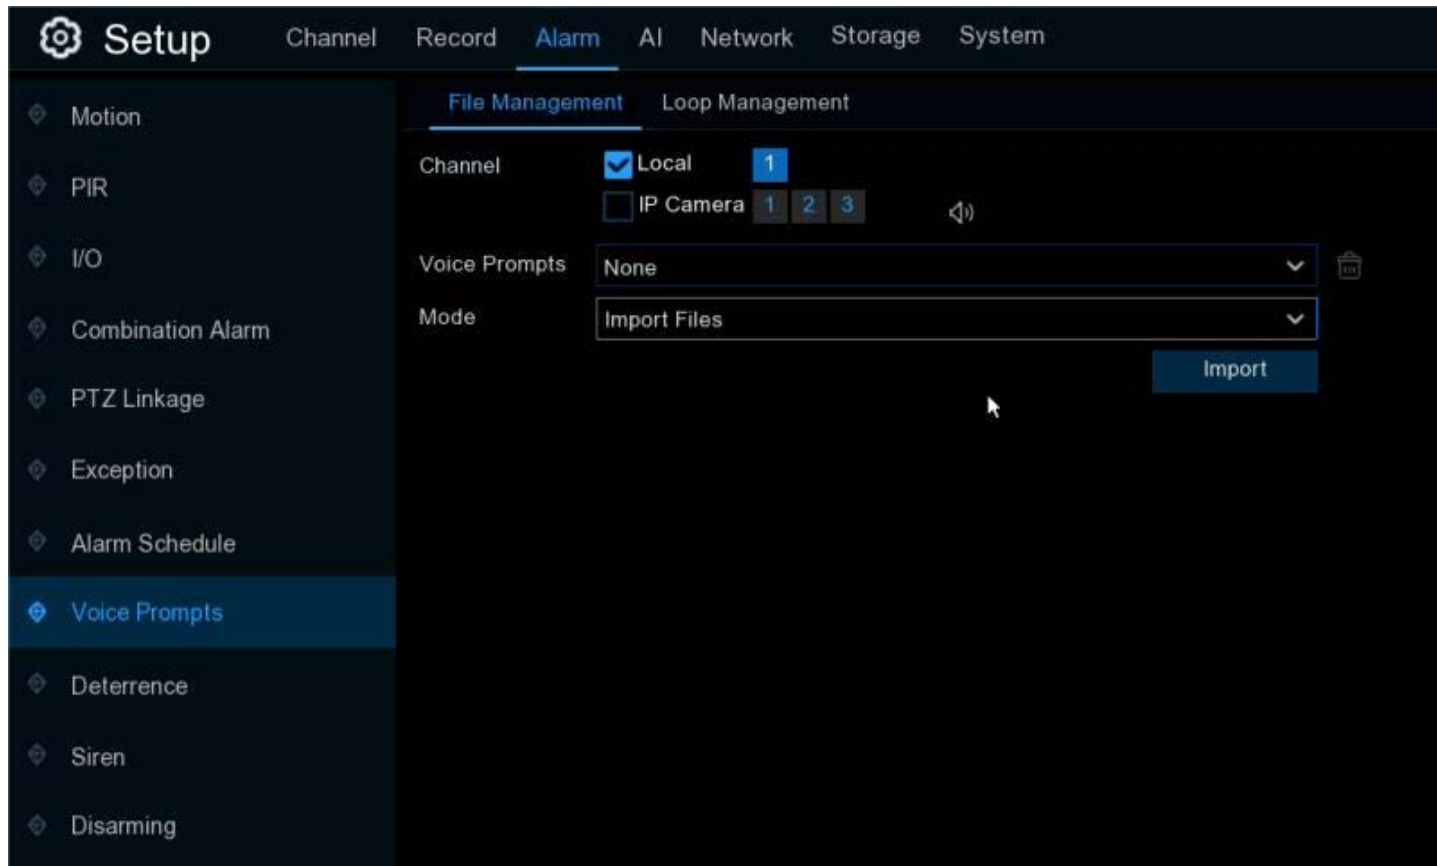 Setup Channel Record Alarm AI Network Storage System
File Management Loop Management
Motion
PIR
I/O
Combination Alarm
PTZ Linkage
Exception
Alarm Schedule
Voice Prompts
Deterrence
Siren
Disarming
Channel Local 1
IP Camera 1 2 3
Voice Prompts None
Mode Import Files
Import